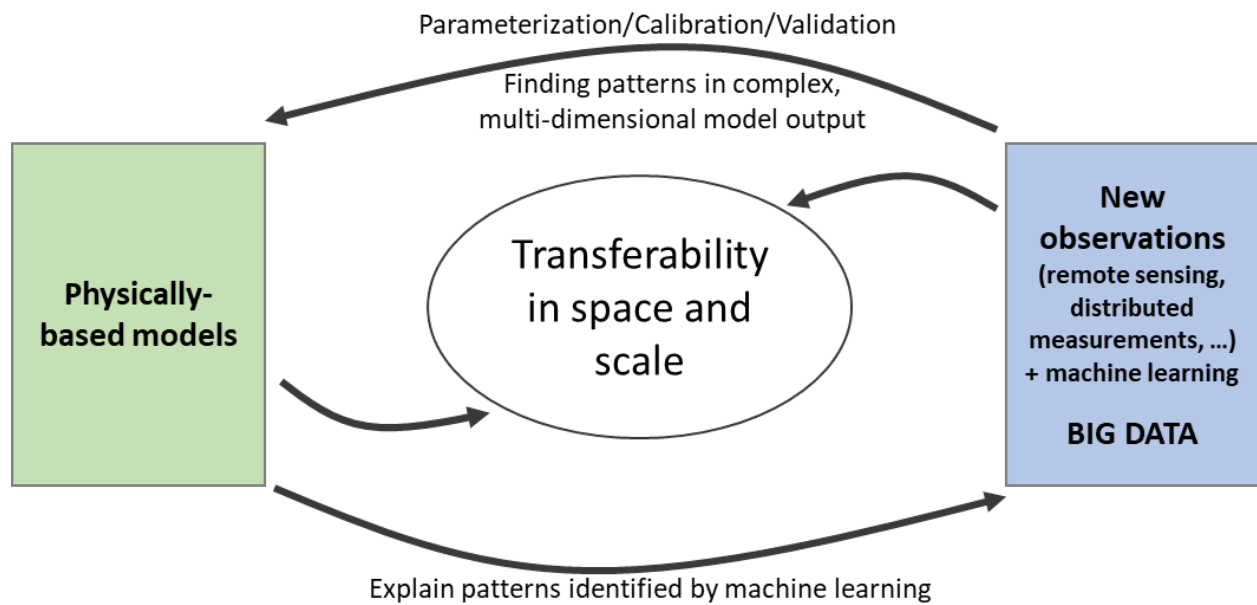 Parameterization/Calibration/Validation
Finding patterns in complex,
multi-dimensional model output
Physically-
based models
Transferability
in space and
scale
New
observations
(remote sensing,
distributed
measurements, …)
+ machine learning
BIG DATA
Explain patterns identified by machine learning